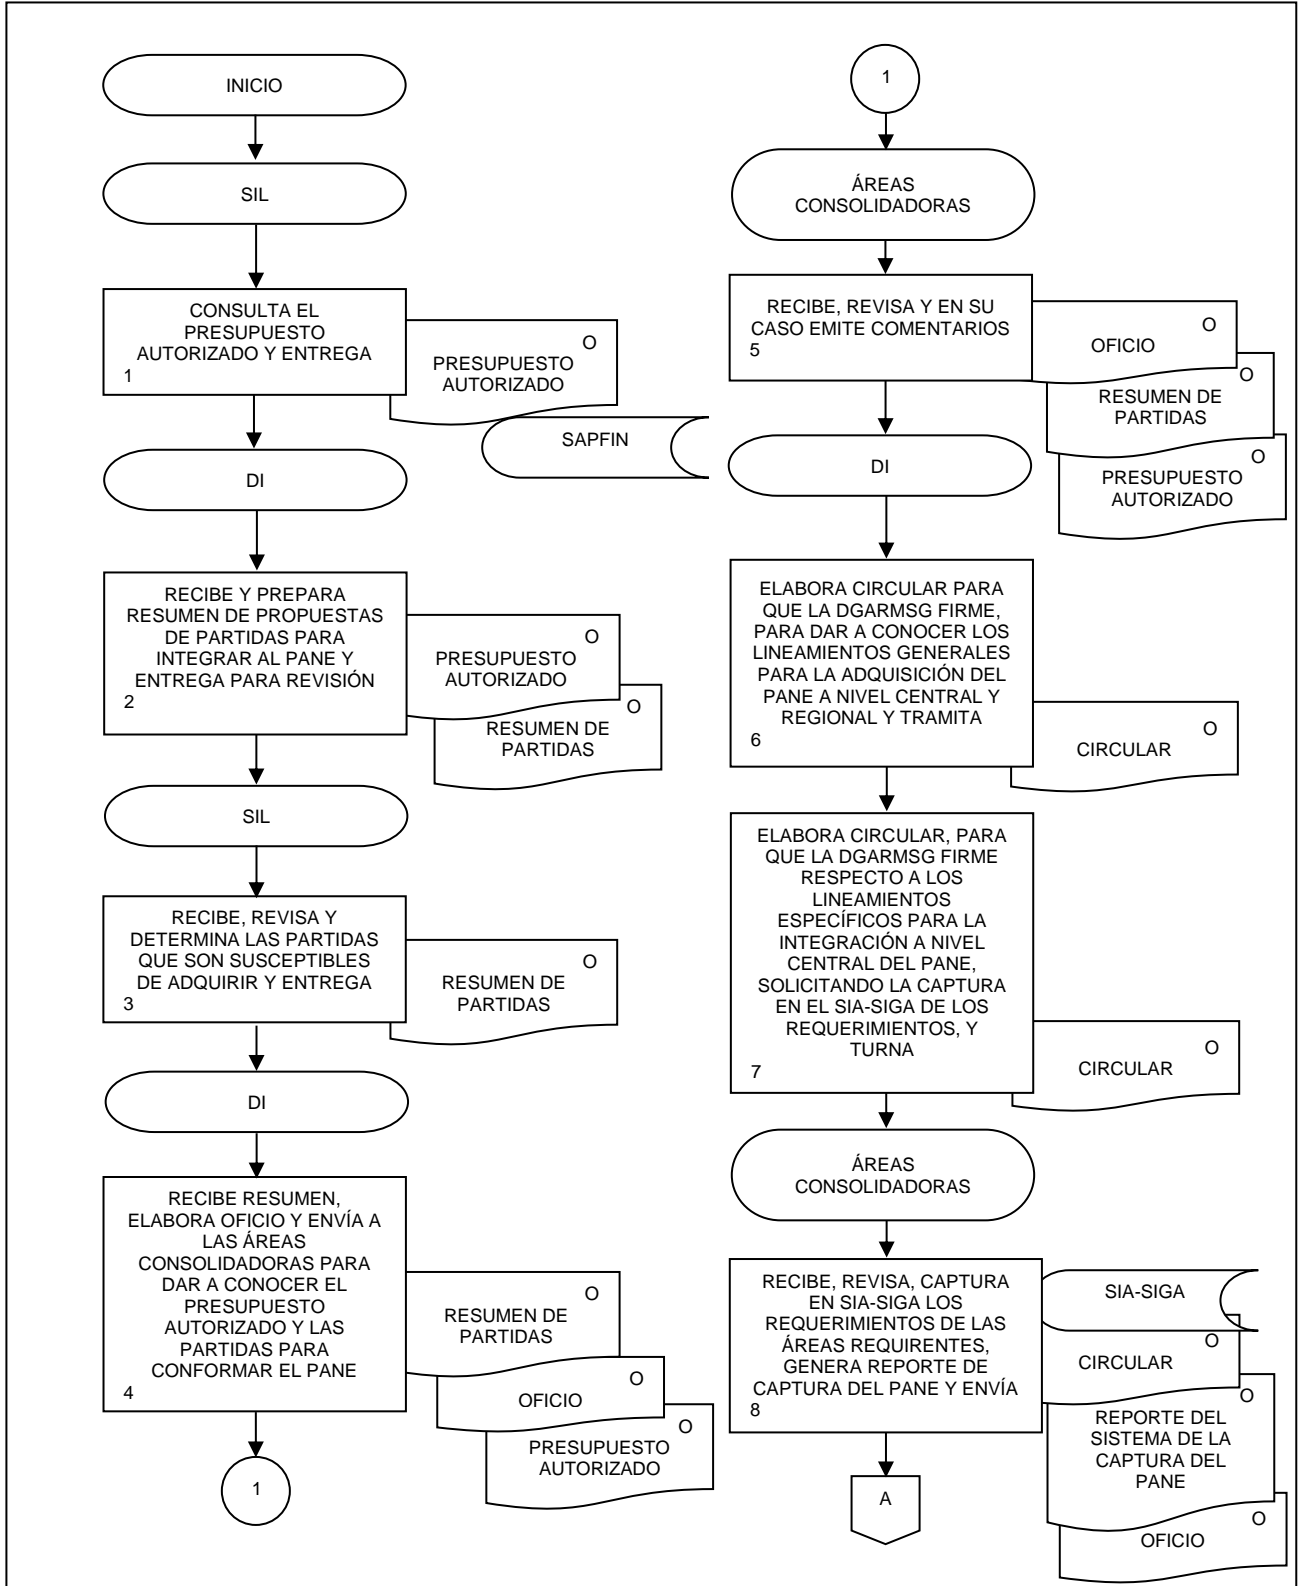 INICIO
SIL
CONSULTA EL
PRESUPUESTO
AUTORIZADO Y ENTREGA
1
O
PRESUPUESTO
AUTORIZADO
SAPFIN
DI
RECIBE Y PREPARA
RESUMEN DE PROPUESTAS
DE PARTIDAS PARA
INTEGRAR AL PANE Y
ENTREGA PARA REVISIÓN
2
O
PRESUPUESTO
AUTORIZADO
O
RESUMEN DE
PARTIDAS
SIL
RECIBE, REVISA Y
DETERMINA LAS PARTIDAS
QUE SON SUSCEPTIBLES
DE ADQUIRIR Y ENTREGA
3
O
RESUMEN DE
PARTIDAS
DI
RECIBE RESUMEN,
ELABORA OFICIO Y ENVÍA A
LAS ÁREAS
CONSOLIDADORAS PARA
DAR A CONOCER EL
PRESUPUESTO
AUTORIZADO Y LAS
PARTIDAS PARA
CONFORMAR EL PANE
4
O
RESUMEN DE
PARTIDAS
O
OFICIO
O
PRESUPUESTO
AUTORIZADO
1
1
ÁREAS
CONSOLIDADORAS
RECIBE, REVISA Y EN SU
CASO EMITE COMENTARIOS
5
O
OFICIO
O
RESUMEN DE
PARTIDAS
O
PRESUPUESTO
AUTORIZADO
DI
ELABORA CIRCULAR PARA
QUE LA DGARMSG FIRME,
PARA DAR A CONOCER LOS
LINEAMIENTOS GENERALES
PARA LA ADQUISICIÓN DEL
PANE A NIVEL CENTRAL Y
REGIONAL Y TRAMITA
6
O
CIRCULAR
ELABORA CIRCULAR, PARA
QUE LA DGARMSG FIRME
RESPECTO A LOS
LINEAMIENTOS
ESPECÍFICOS PARA LA
INTEGRACIÓN A NIVEL
CENTRAL DEL PANE,
SOLICITANDO LA CAPTURA
EN EL SIA-SIGA DE LOS
REQUERIMIENTOS, Y
TURNA
7
O
CIRCULAR
ÁREAS
CONSOLIDADORAS
RECIBE, REVISA, CAPTURA
EN SIA-SIGA LOS
REQUERIMIENTOS DE LAS
ÁREAS REQUIRENTES,
GENERA REPORTE DE
CAPTURA DEL PANE Y ENVÍA
8
SIA-SIGA
O
CIRCULAR
O
REPORTE DEL
SISTEMA DE LA
CAPTURA DEL
PANE
O
OFICIO
A